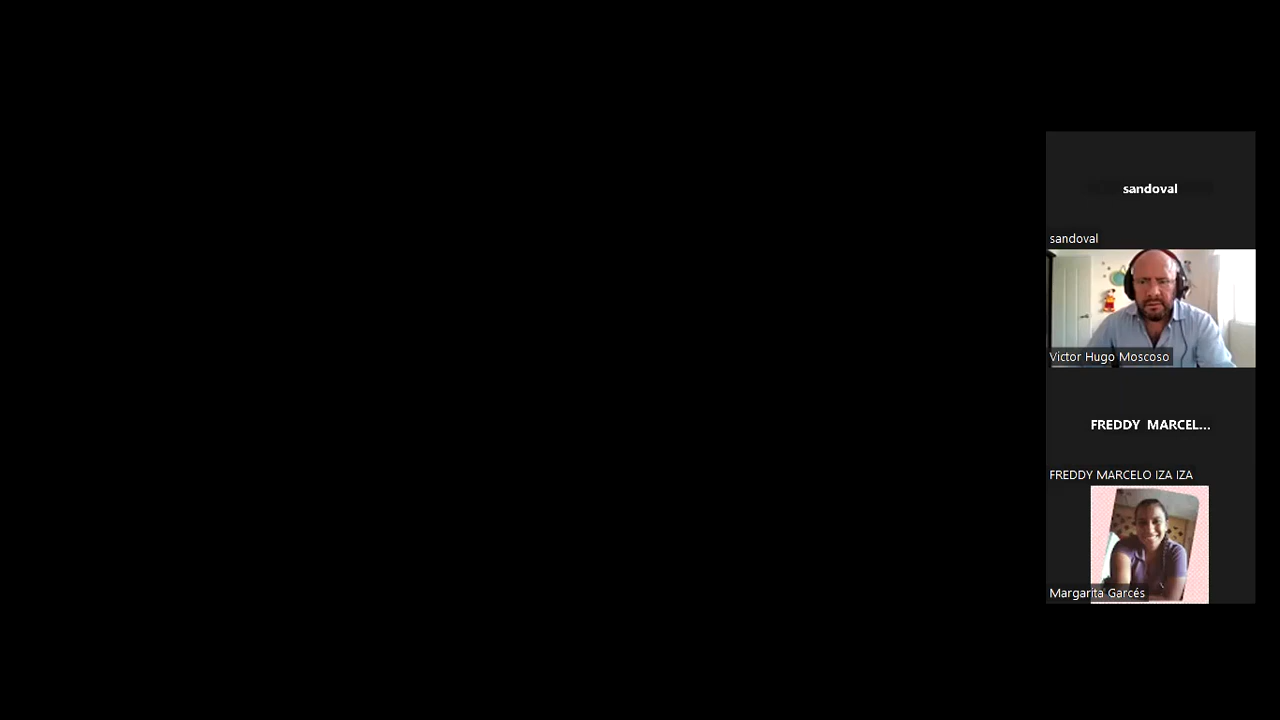 sandoval
sandoval
Victor Hugo Moscoso
FREDDY MARCEL...
FREDDY MARCELO IZA IZA
Margarita Garcés